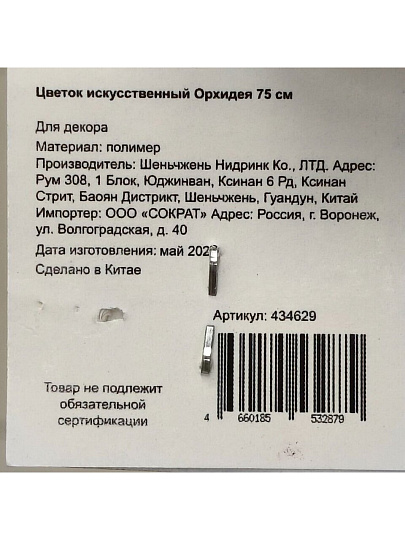 Цветок искусственный Орхидея 75 см
Для декора
Материал: полимер
Производитель: Шеньчжень Нидринк Ко., ЛТД. Адрес:
Рум 308, 1 Блок, Юджинван, Ксинан 6 Рд, Ксинан
Стрит, Баоян Дистрикт, Шеньчжень, Гуандун, Китай
Импортер: ООО «СОКРАТ» Адрес: Россия, г. Воронеж,
ул. Волгоградская, д. 40
Дата изготовления: май
Сделано в Китае
Артикул: 434629
Товар не подлежит
обязательной
сертификации
4 660185 532879